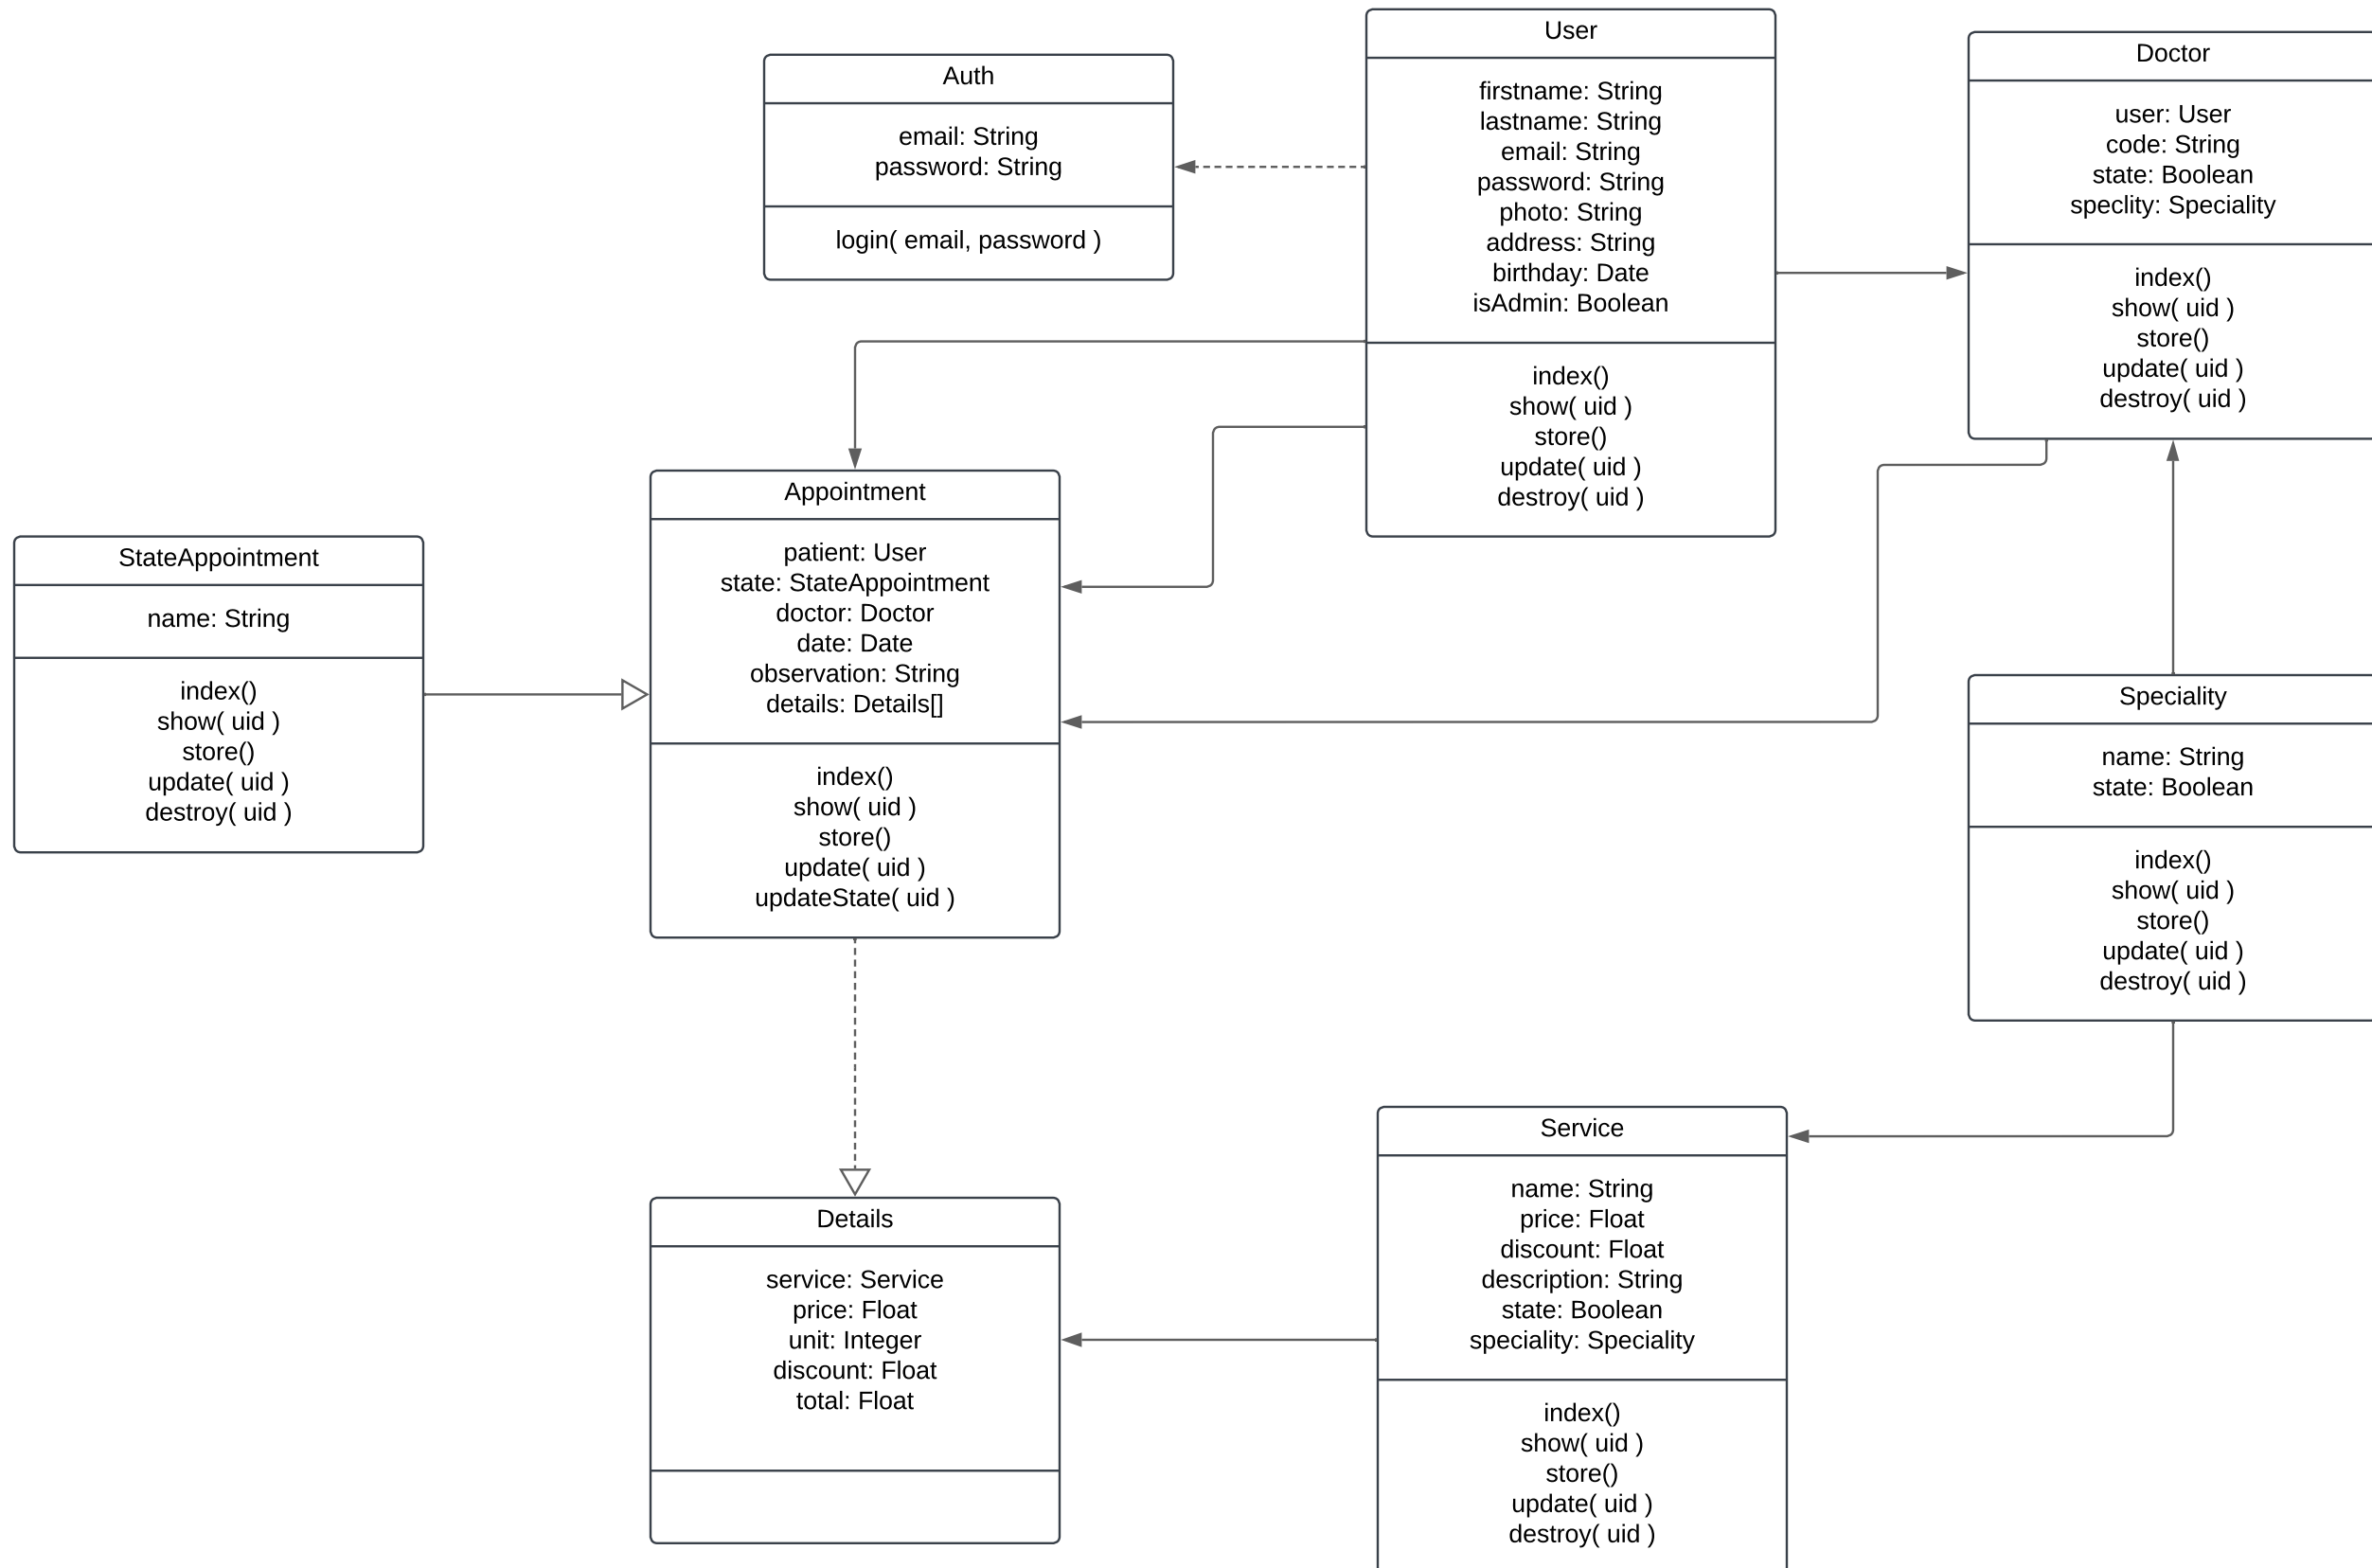 Auth
email: String
password: String
login( email, password )
User
firstname: String
lastname: String
email: String
password: String
photo: String
address: String
birthday: Date
isAdmin: Boolean
index()
show( uid )
store()
update( uid )
destroy( uid )
Doctor
user: User
code: String
state: Boolean
speclity: Speciality
index()
show( uid )
store()
update( uid )
destroy( uid )
StateAppointment
name: String
index()
show( uid )
store()
update( uid )
destroy( uid )
Appointment
patient: User
state: StateAppointment
doctor: Doctor
date: Date
observation: String
details: Details[]
index()
show( uid )
store()
update( uid )
updateState( uid )
Speciality
name: String
state: Boolean
index()
show( uid )
store()
update( uid )
destroy( uid )
Details
service: Service
price: Float
unit: Integer
discount: Float
total: Float
Service
name: String
price: Float
discount: Float
description: String
state: Boolean
speciality: Speciality
index()
show( uid )
store()
update( uid )
destroy( uid )